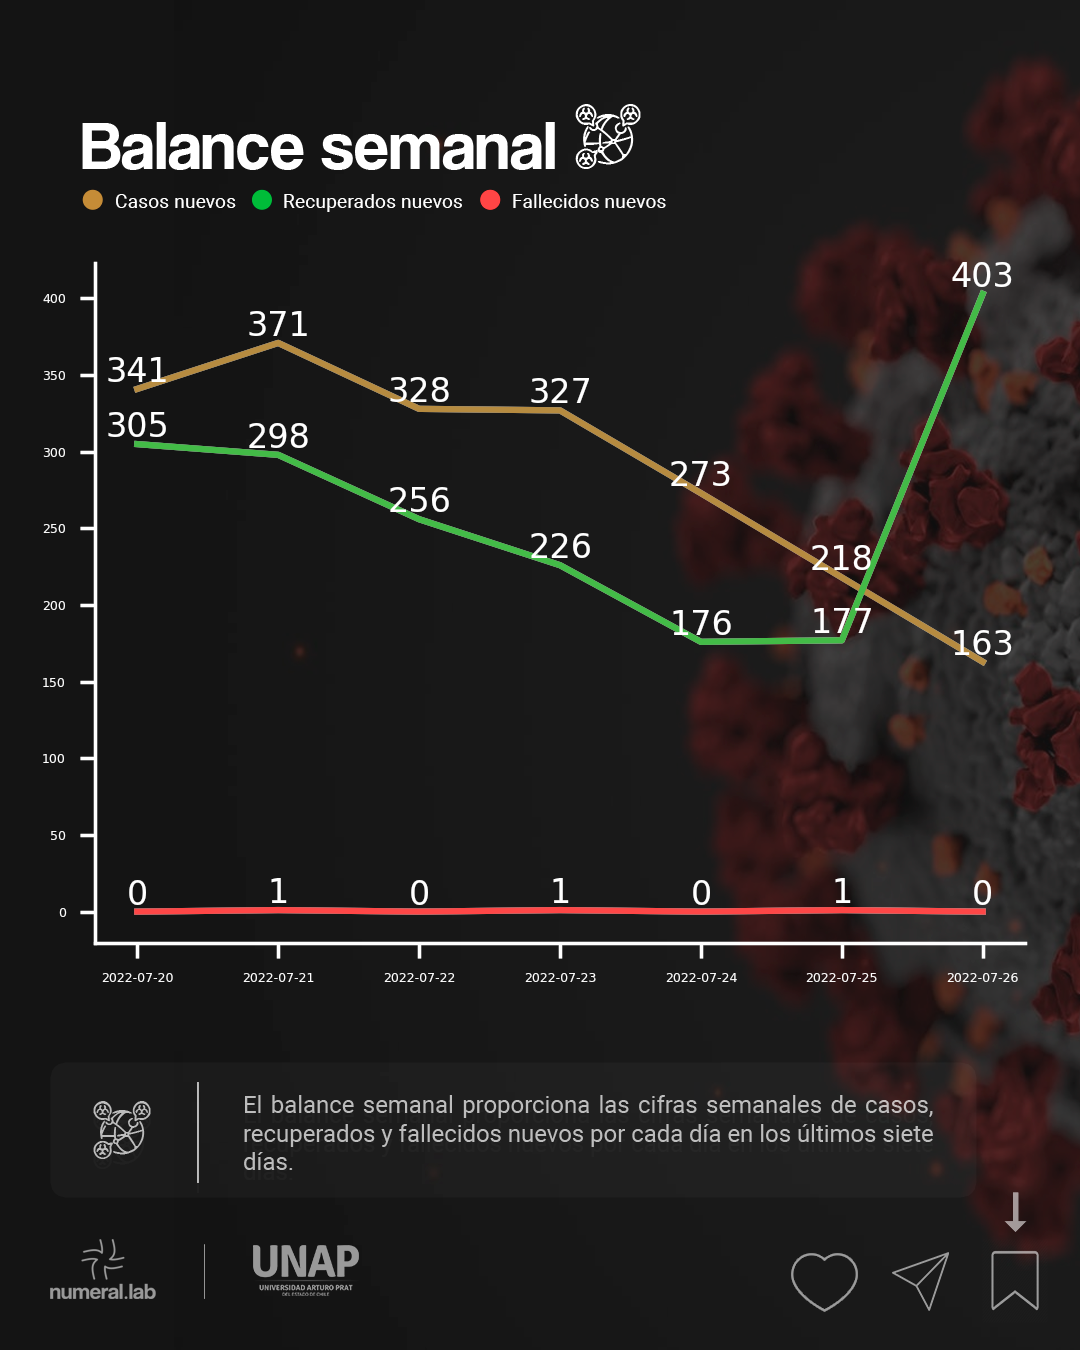 Balance semanal
Casos nuevos Recuperados nuevos Fallecidos nuevos
403
400
371
341
350
328 327
305
298
300
273
256
250
226
218
200
176 177
163
150
100
50
0 1 0 1 0 1 0
0
2022-07-20 2022-07-21 2022-07-22 2022-07-23 2022-07-24 2022-07-25 2022-07-26
El balance semanal proporciona las cifras semanales de casos,
recuperados y fallecidos nuevos por cada día en los últimos siete
días.
numeral.lab
UNAP
UNIVERSIDAD ARTURO PRAT
DEL ESTADO DE CHILE